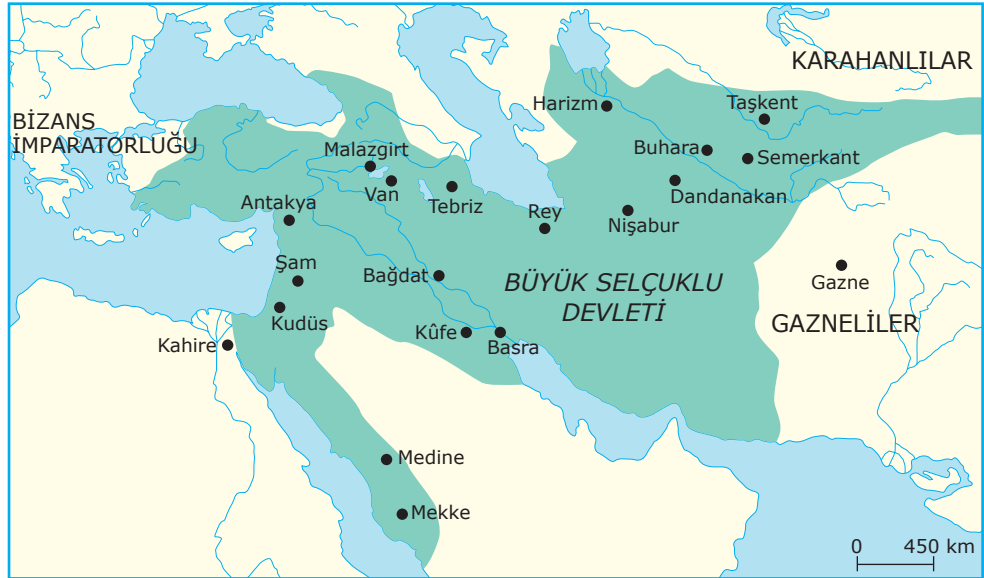 KARAHANLILAR
Harizm
Taşkent
BİZANS
İMPARATORLUĞU
Malazgirt
Buhara
Semerkant
Van
Tebriz
Dandanakan
Antakya
Rey
Nişabur
Şam
Bağdat
BÜYÜK SELÇUKLU
DEVLETİ
Gazne
Kudüs
GAZNELİLER
Kahire
Kûfe
Basra
Medine
Mekke
0 450 km